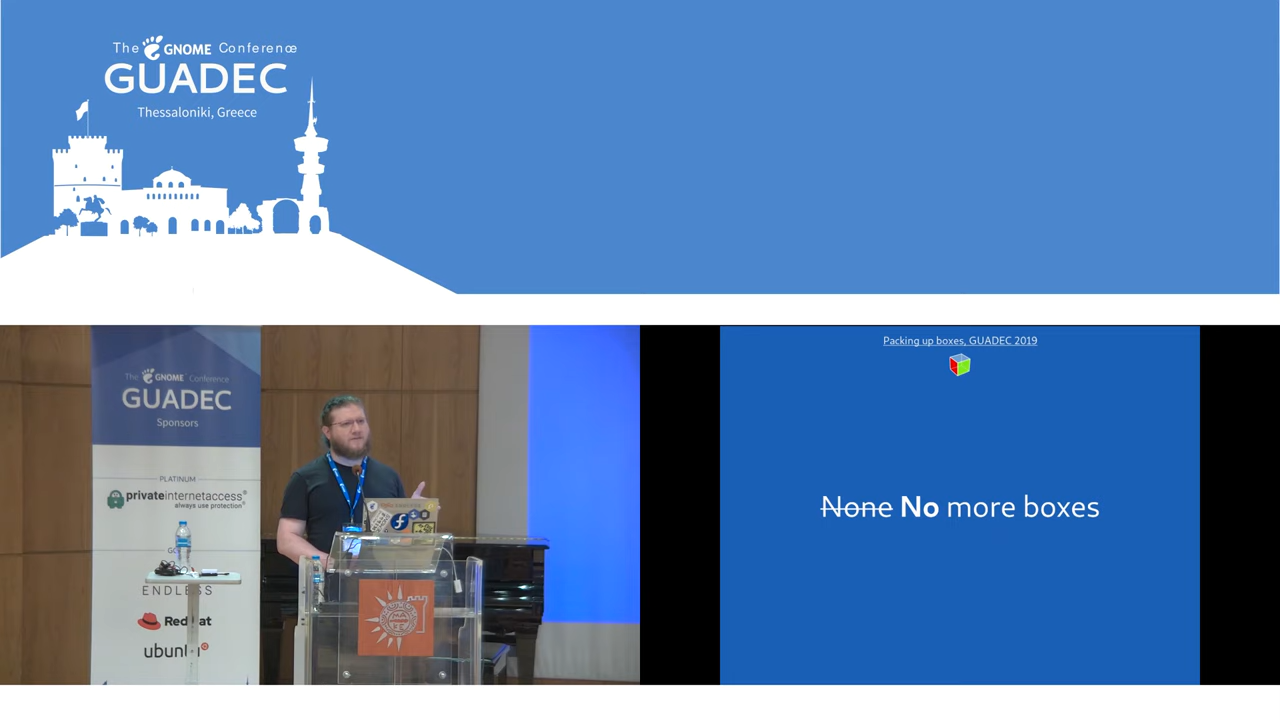 The GNOME Conference
GUADEC
Thessaloniki, Greece
The GNOME Conference
GUADEC
Sponsors
PLATINUM
privateinternetaccess®
always use protection®
GO
ENDLESS
Red Hat
ubuntu
Packing up boxes, GUADEC 2019
None No more boxes